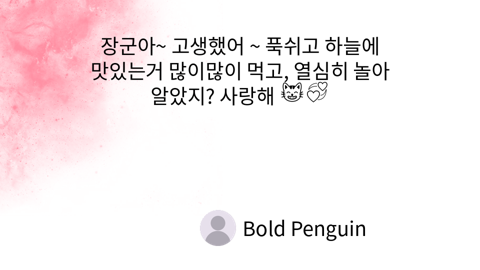 장군아~ 고생했어 ~ 푹쉬고 하늘에
맛있는거 많이많이 먹고, 열심히 놀아
알았지? 사랑해 😸💞
Bold Penguin